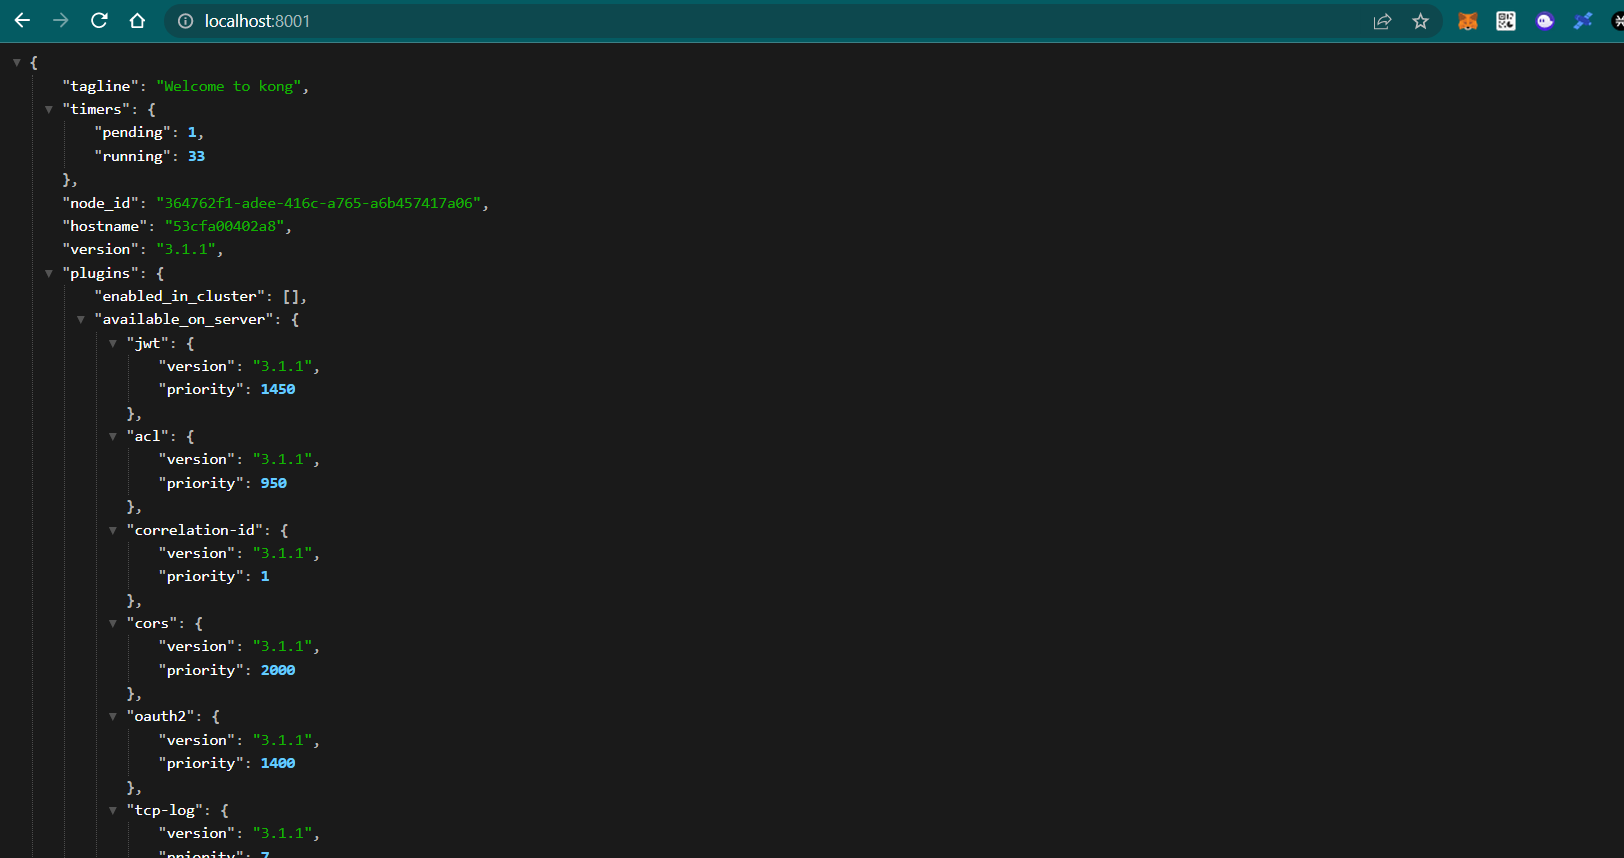 localhost:8001
{
"tagline": "Welcome to kong",
"timers": {
"pending": 1,
"running": 33
},
"node_id": "364762f1-adee-416c-a765-a6b457417a06",
"hostname": "53cfa00402a8",
"version": "3.1.1",
"plugins": {
"enabled_in_cluster": [],
"available_on_server": {
"jwt": {
"version": "3.1.1",
"priority": 1450
},
"acl": {
"version": "3.1.1",
"priority": 950
},
"correlation-id": {
"version": "3.1.1",
"priority": 1
},
"cors": {
"version": "3.1.1",
"priority": 2000
},
"oauth2": {
"version": "3.1.1",
"priority": 1400
},
"tcp-log": {
"version": "3.1.1",
"priority": 7